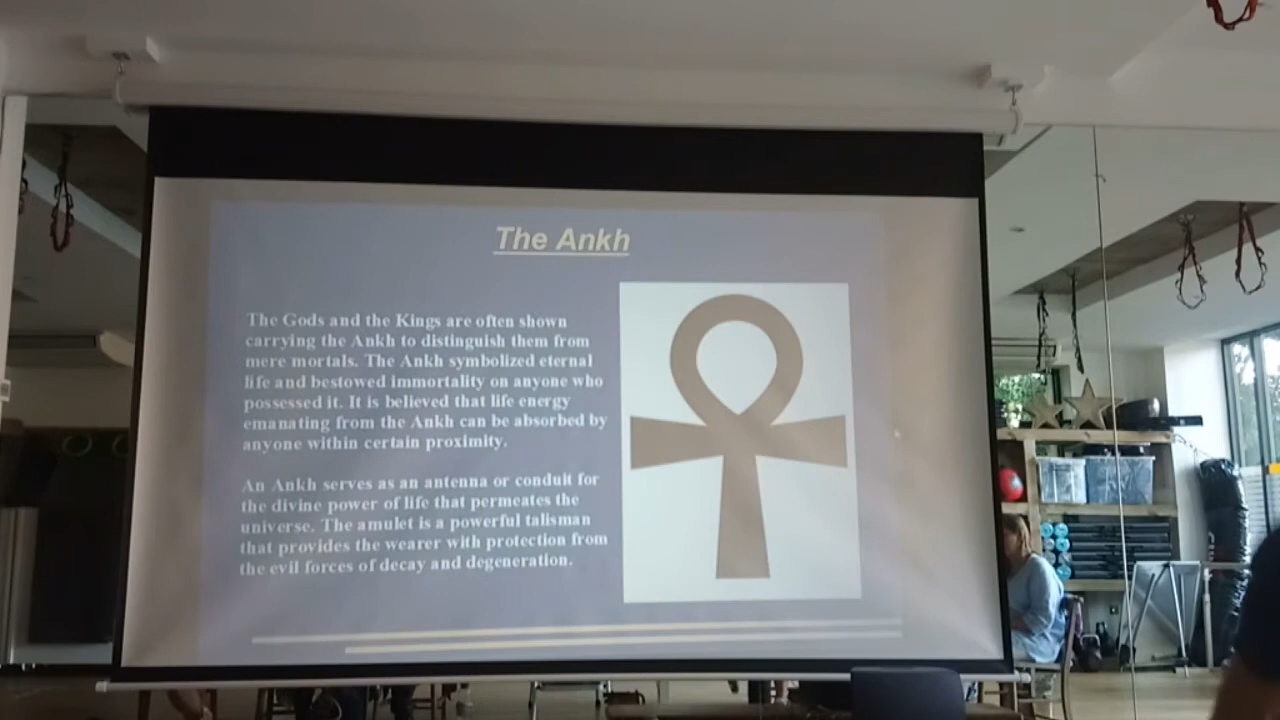 The Ankh
The Gods and the Kings are often shown
carrying the Ankh to distinguish them from
mere mortals. The Ankh symbolized eternal
life and bestowed immortality on anyone who
possessed it. It is believed that life energy
emanating from the Ankh can be absorbed by
anyone within certain proximity.
An Ankh serves as an antenna or conduit for
the divine power of life that permeates the
universe. The amulet is a powerful talisman
that provides the wearer with protection from
the evil forces of decay and degeneration.